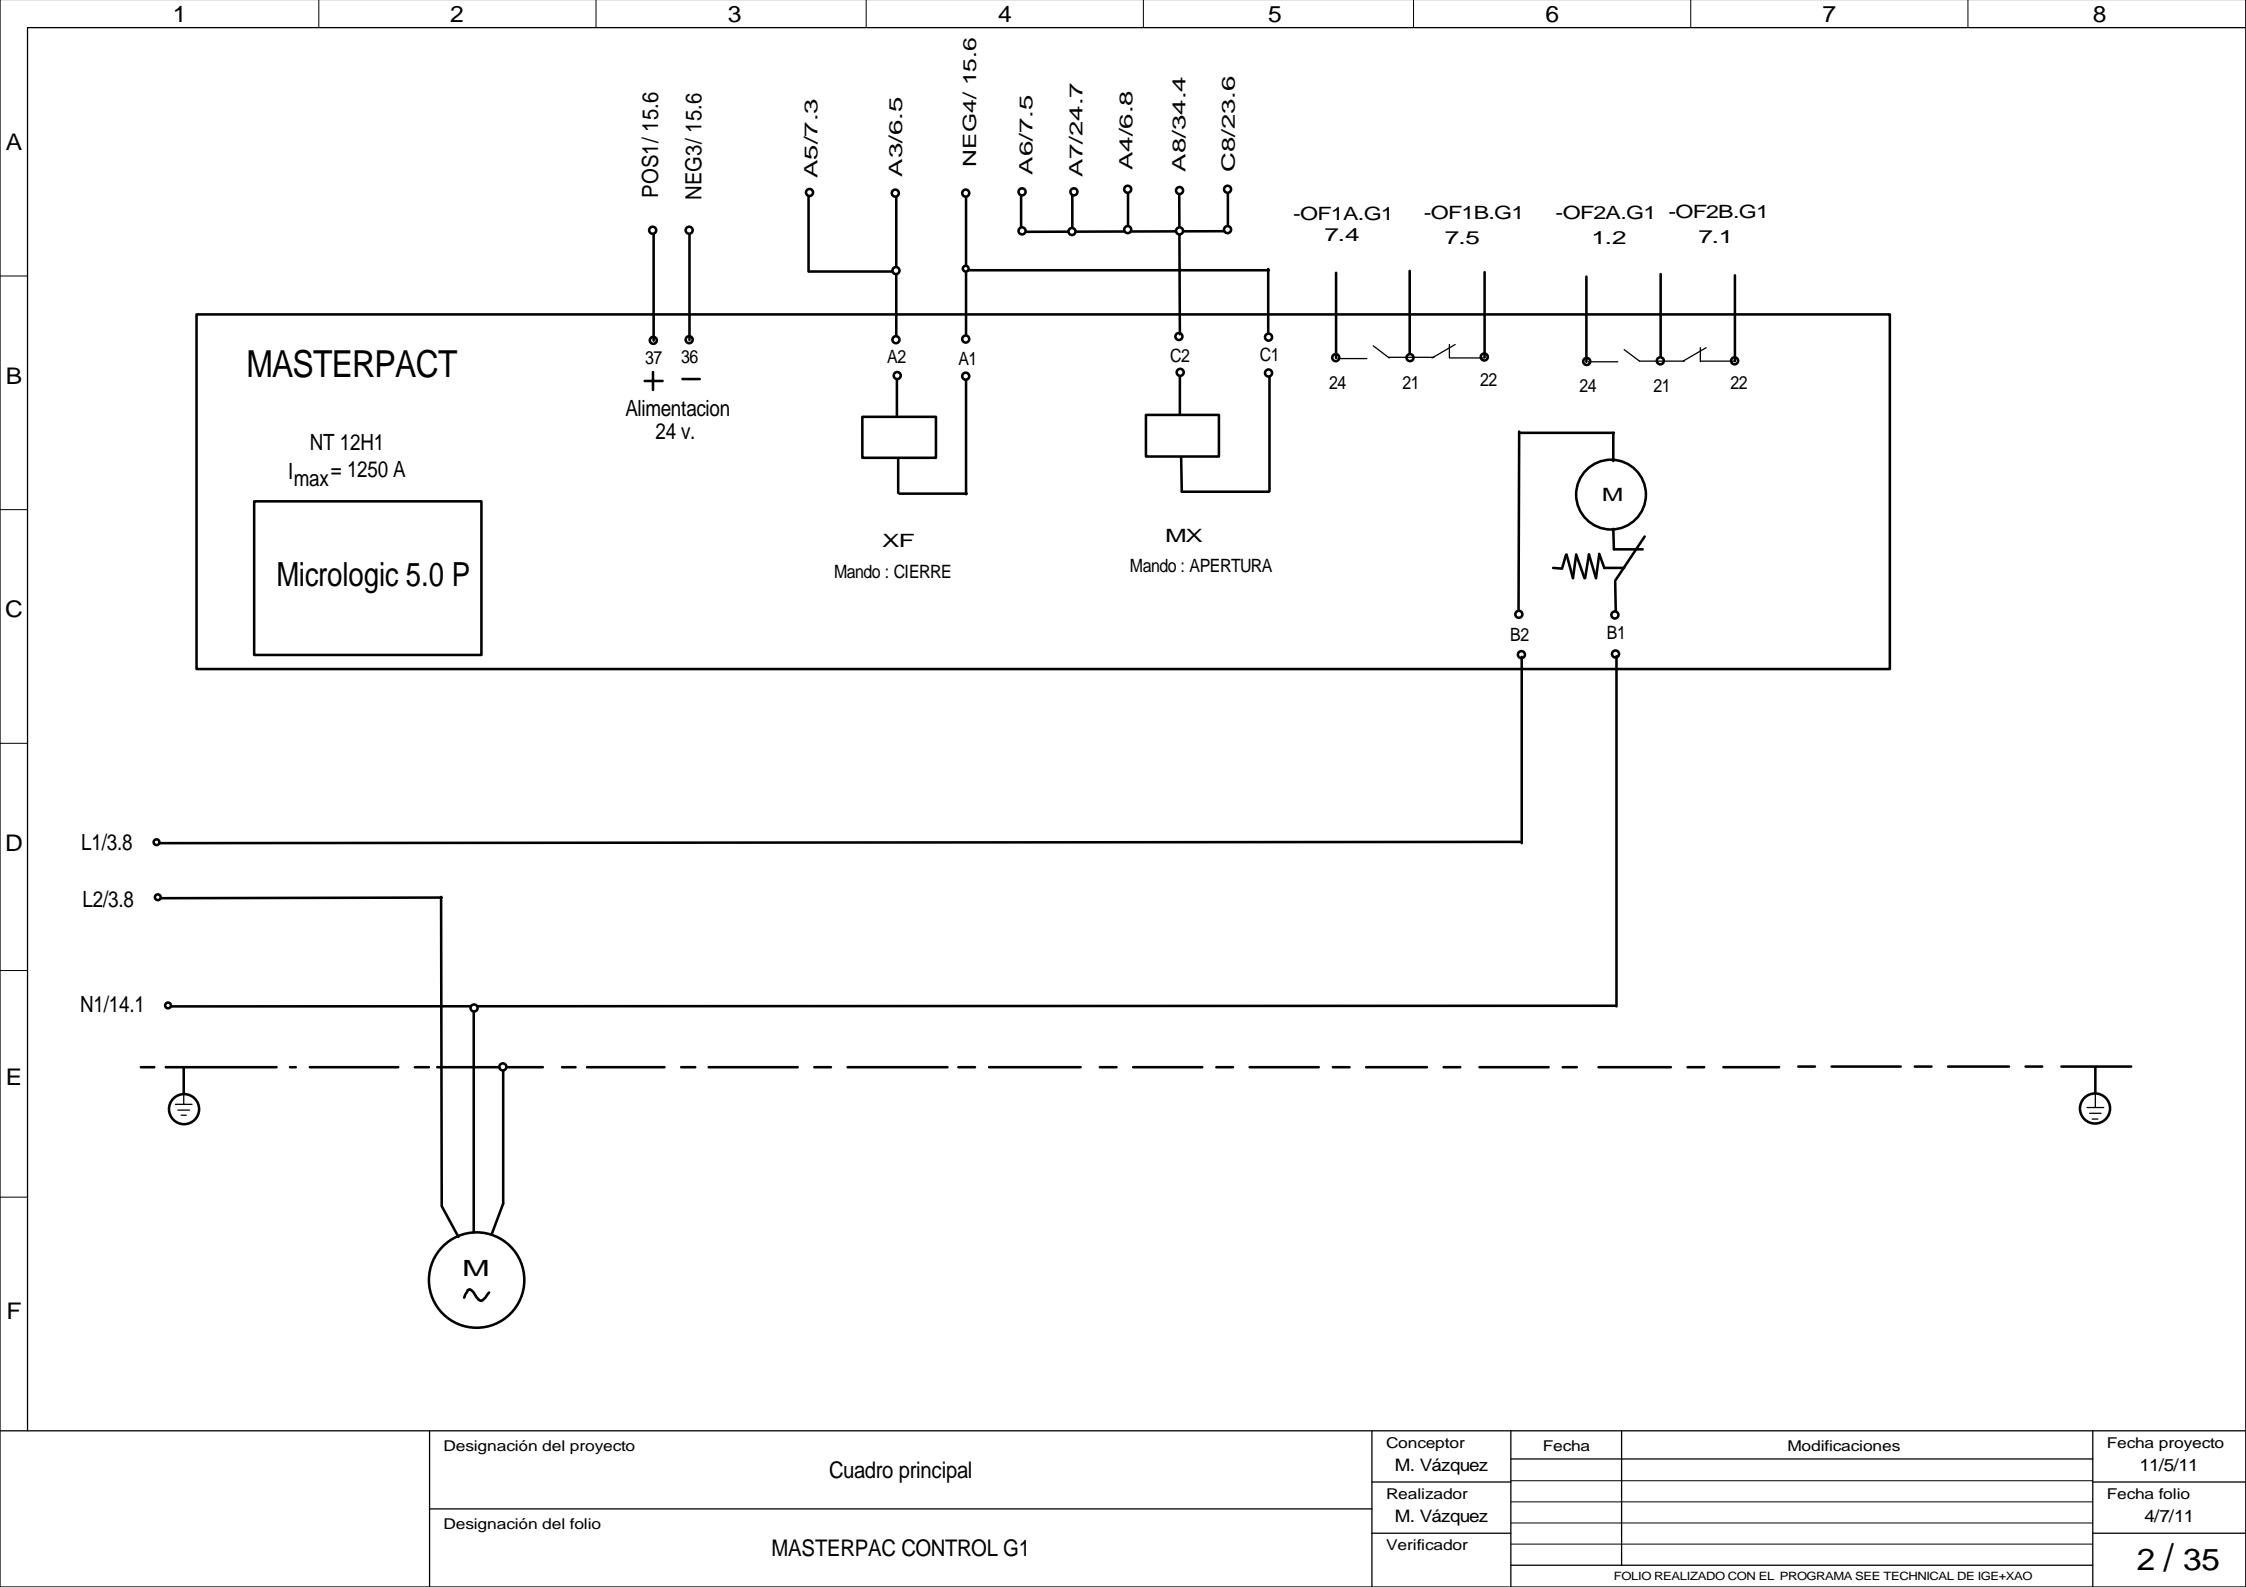 1 2 3 4 5 6 7 8
A
B
C
D
E
F
POS1/ 15.6
NEG3/ 15.6
A5/7.3
A3/6.5
NEG4/ 15.6
A6/7.5
A7/24.7
A4/6.8
A8/34.4
C8/23.6
-OF1A.G1
7.4
-OF1B.G1
7.5
-OF2A.G1
1.2
-OF2B.G1
7.1
MASTERPACT
NT 12H1
Imax= 1250 A
Micrologic 5.0 P
37 36
+ −
Alimentacion
24 v.
A2 A1
XF
Mando : CIERRE
C2 C1
MX
Mando : APERTURA
24 21 22
24 21 22
M
B2 B1
L1/3.8
L2/3.8
N1/14.1
M
~
Designación del proyecto
Cuadro principal
Designación del folio
MASTERPAC CONTROL G1
Conceptor
M. Vázquez
Realizador
M. Vázquez
Verificador
Fecha Modificaciones
FOLIO REALIZADO CON EL PROGRAMA SEE TECHNICAL DE IGE+XAO
Fecha proyecto
11/5/11
Fecha folio
4/7/11
2 / 35